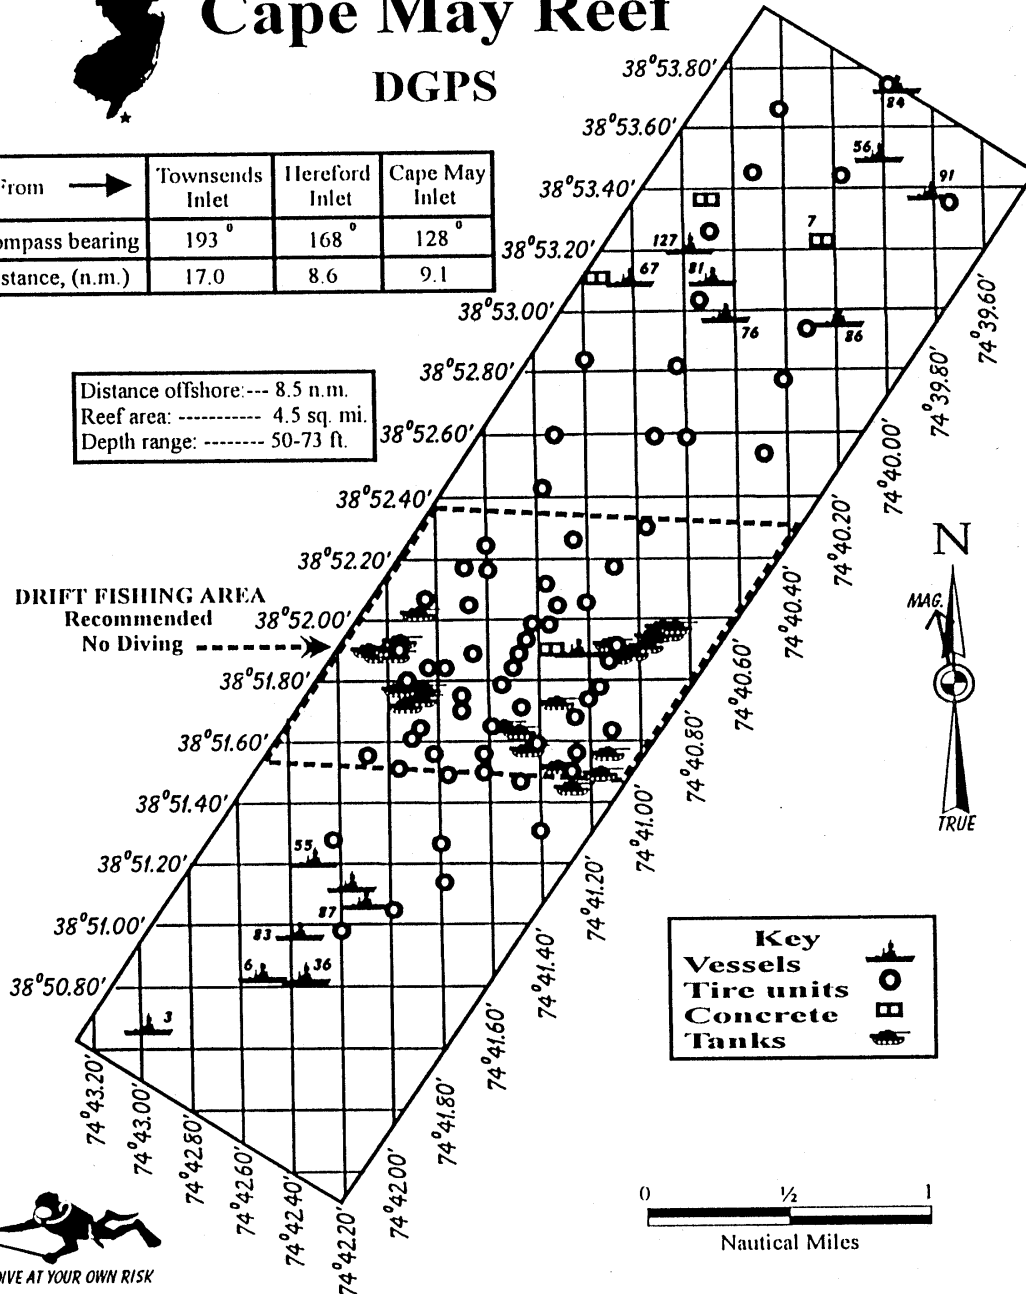 Cape May Reef
DGPS
From
Townsends Inlet
Hereford Inlet
Cape May Inlet
ompass bearing 193° 168° 128°
stance, (n.m.) 17.0 8.6 9.1
Distance offshore:--- 8.5 n.m.
Reef area: ----------- 4.5 sq. mi.
Depth range: -------- 50-73 ft.
DRIFT FISHING AREA
Recommended
No Diving
38°53.80'
38°53.60'
38°53.40'
38°53.20'
38°53.00'
38°52.80'
38°52.60'
38°52.40'
38°52.20'
38°52.00'
38°51.80'
38°51.60'
38°51.40'
38°51.20'
38°51.00'
38°50.80'
84
56
91
7
127
67
81
76
86
55
87
83
6
36
3
74°39.60'
74°39.80'
74°40.00'
74°40.20'
74°40.40'
74°40.60'
74°40.80'
74°41.00'
74°41.20'
74°41.40'
74°41.60'
74°41.80'
74°42.00'
74°42.20'
74°42.40'
74°42.60'
74°42.80'
74°43.00'
74°43.20'
N
MAG.
TRUE
Key
Vessels
Tire units
Concrete
Tanks
0 ½ 1
Nautical Miles
IVE AT YOUR OWN RISK